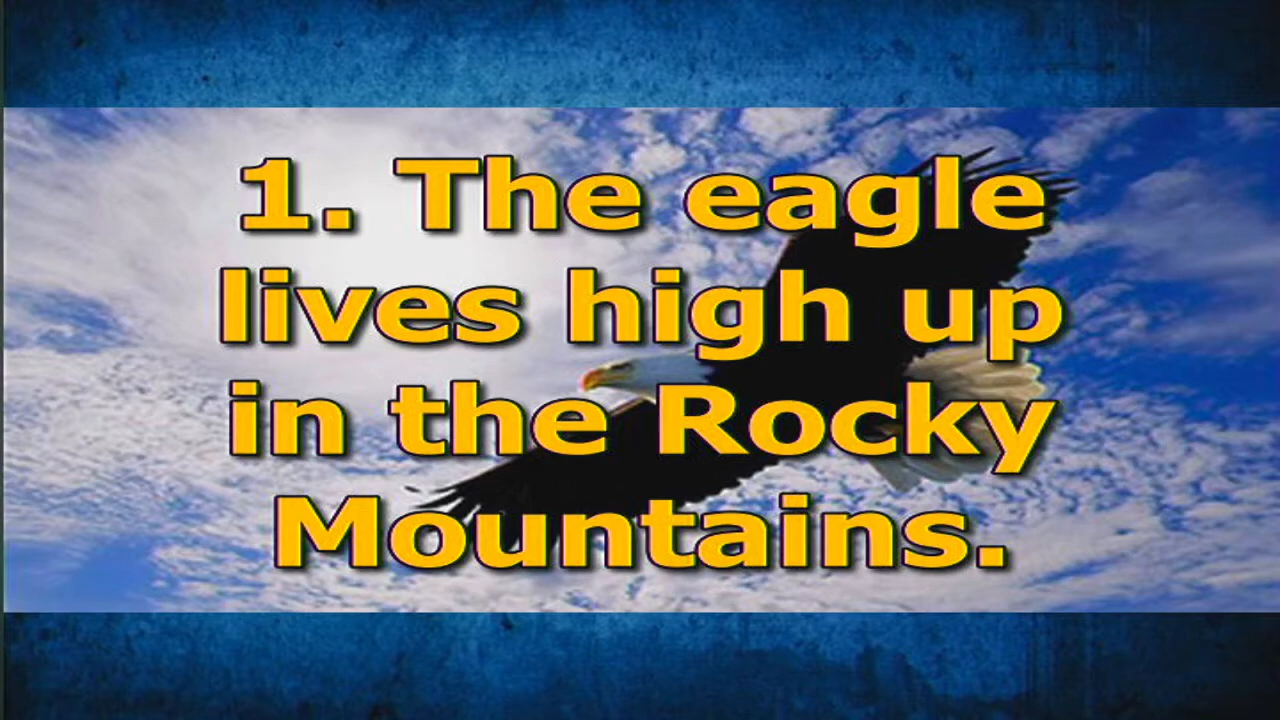 1. The eagle
lives high up
in the Rocky
Mountains.